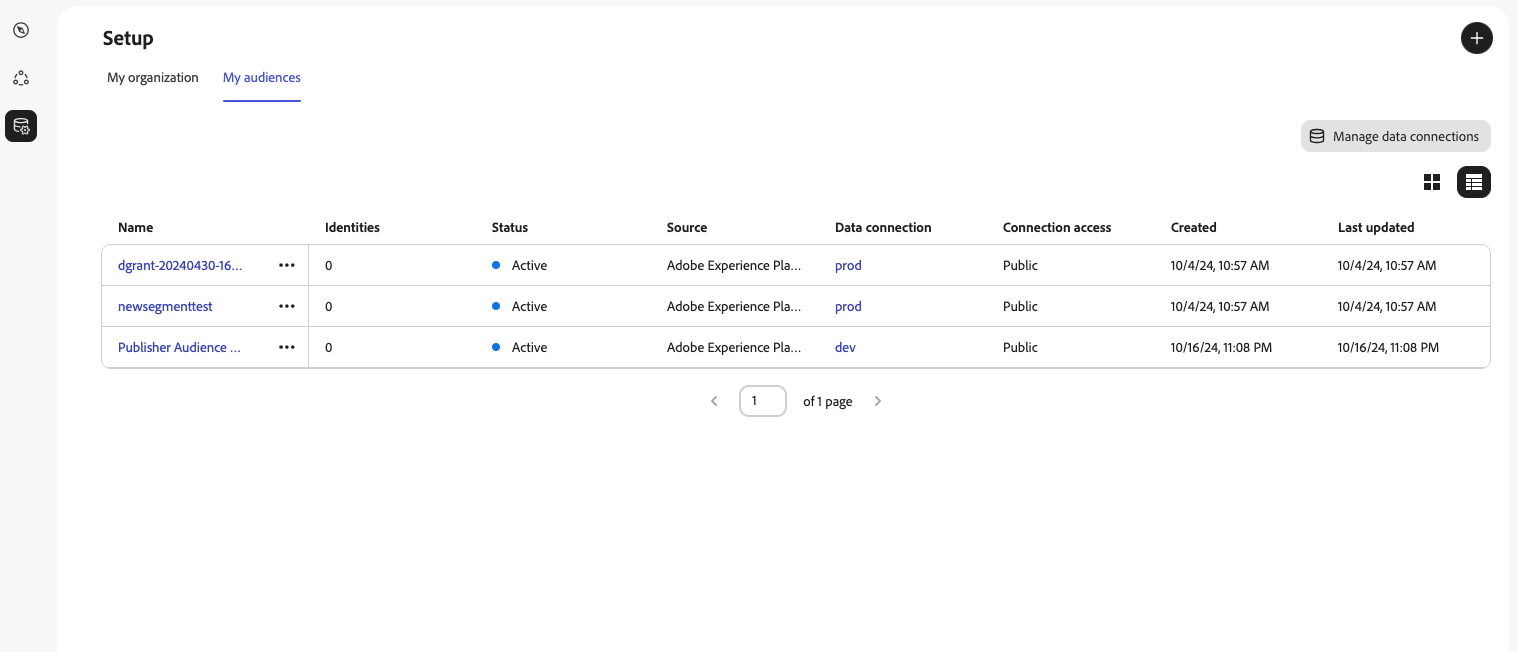 Setup
My organization My audiences
Manage data connections
Name Identities Status Source Data connection Connection access Created Last updated
dgrant-20240430-16... ••• 0 Active Adobe Experience Pla... prod Public 10/4/24, 10:57 AM 10/4/24, 10:57 AM
newsegmenttest ••• 0 Active Adobe Experience Pla... prod Public 10/4/24, 10:57 AM 10/4/24, 10:57 AM
Publisher Audience ... ••• 0 Active Adobe Experience Pla... dev Public 10/16/24, 11:08 PM 10/16/24, 11:08 PM
1 of 1 page